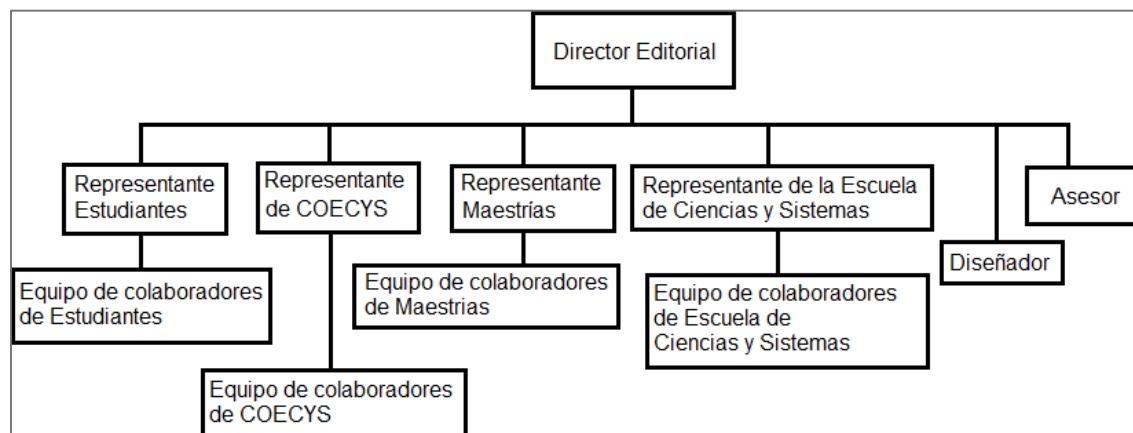 Director Editorial
Representante
Estudiantes
Representante
de COECYS
Representante
Maestrías
Representante de la Escuela
de Ciencias y Sistemas
Asesor
Diseñador
Equipo de colaboradores
de Estudiantes
Equipo de colaboradores
de Maestrias
Equipo de colaboradores
de Escuela de
Ciencias y Sistemas
Equipo de colaboradores
de COECYS